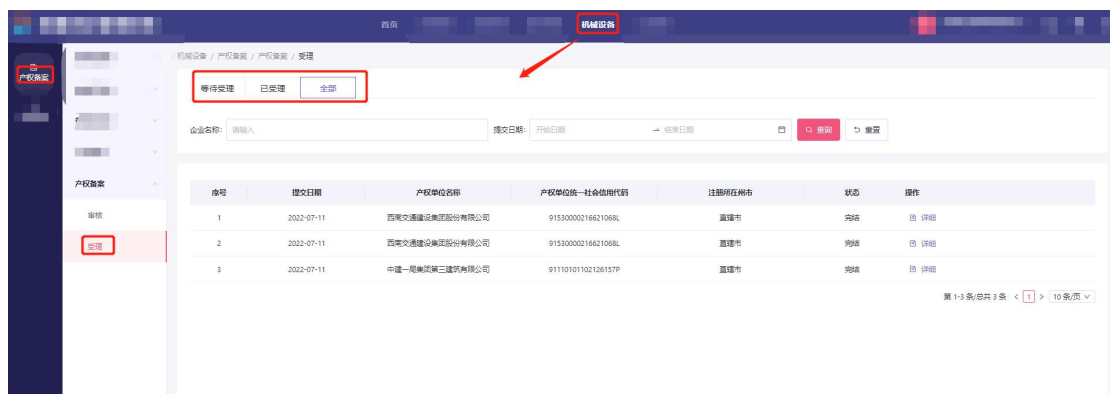 首页 机械设备
产权备案
机械设备 / 产权备案 / 产权备案 / 受理
等待受理 已受理 全部
企业名称: 请输入 提交日期: 开始日期 → 结束日期 查询 重置
产权备案
审核
受理
序号 提交日期 产权单位名称 产权单位统一社会信用代码 注册所在州市 状态 操作
1 2022-07-11 西南交通建设集团股份有限公司 91530000216621068L 直辖市 完结 详细
2 2022-07-11 西南交通建设集团股份有限公司 91530000216621068L 直辖市 完结 详细
3 2022-07-11 中建一局集团第三建筑有限公司 91110101102126157P 直辖市 完结 详细
第 1-3 条/总共 3 条 < 1 > 10 条/页